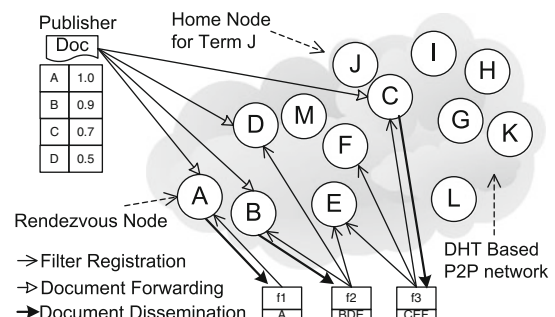 Publisher
Doc
A 1.0
B 0.9
C 0.7
D 0.5
Home Node
for Term J
J
I
H
C
M
D
G
K
F
A
B
E
L
Rendezvous Node
DHT Based
P2P network
Filter Registration
Document Forwarding
Document Dissemination
f1
f2
f3
A
BDE
CEF